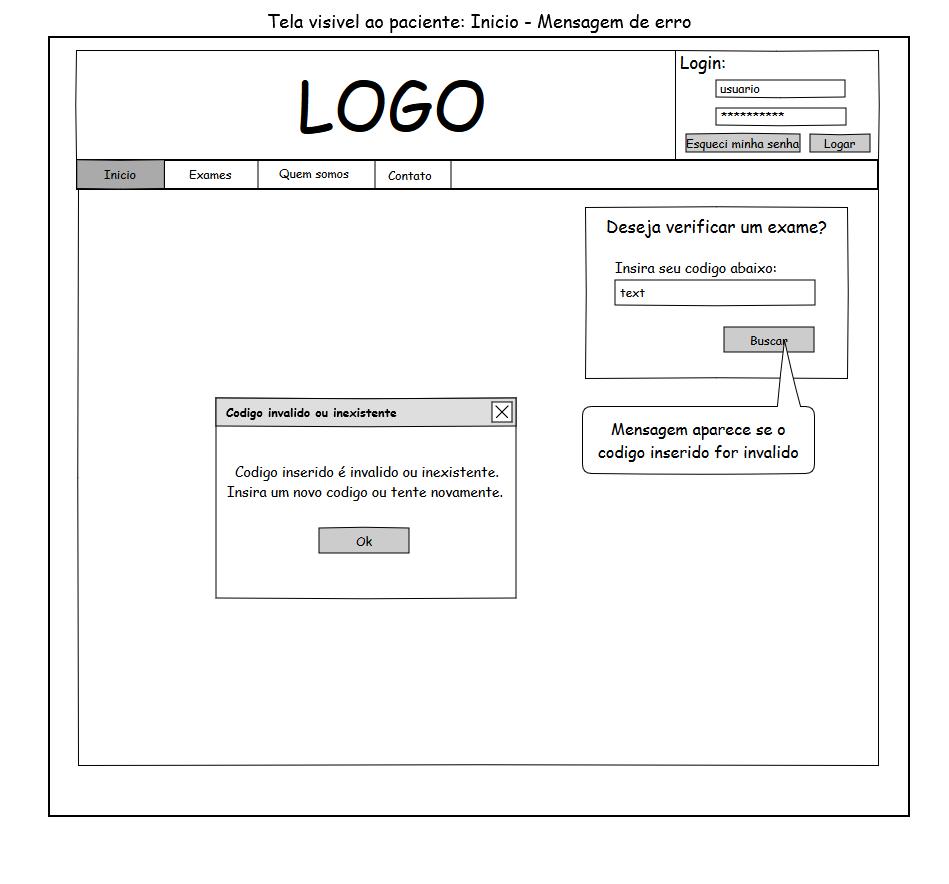 Tela visivel ao paciente: Inicio - Mensagem de erro
LOGO
Login:
usuario
**********
Esqueci minha senha
Logar
Inicio
Exames
Quem somos
Contato
Deseja verificar um exame?
Insira seu codigo abaixo:
text
Buscar
Mensagem aparece se o
codigo inserido for invalido
Codigo invalido ou inexistente
Codigo inserido é invalido ou inexistente.
Insira um novo codigo ou tente novamente.
Ok